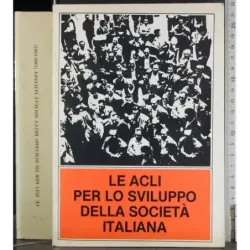 LE ACLI
PER LO SVILUPPO
DELLA SOCIETÀ
ITALIANA